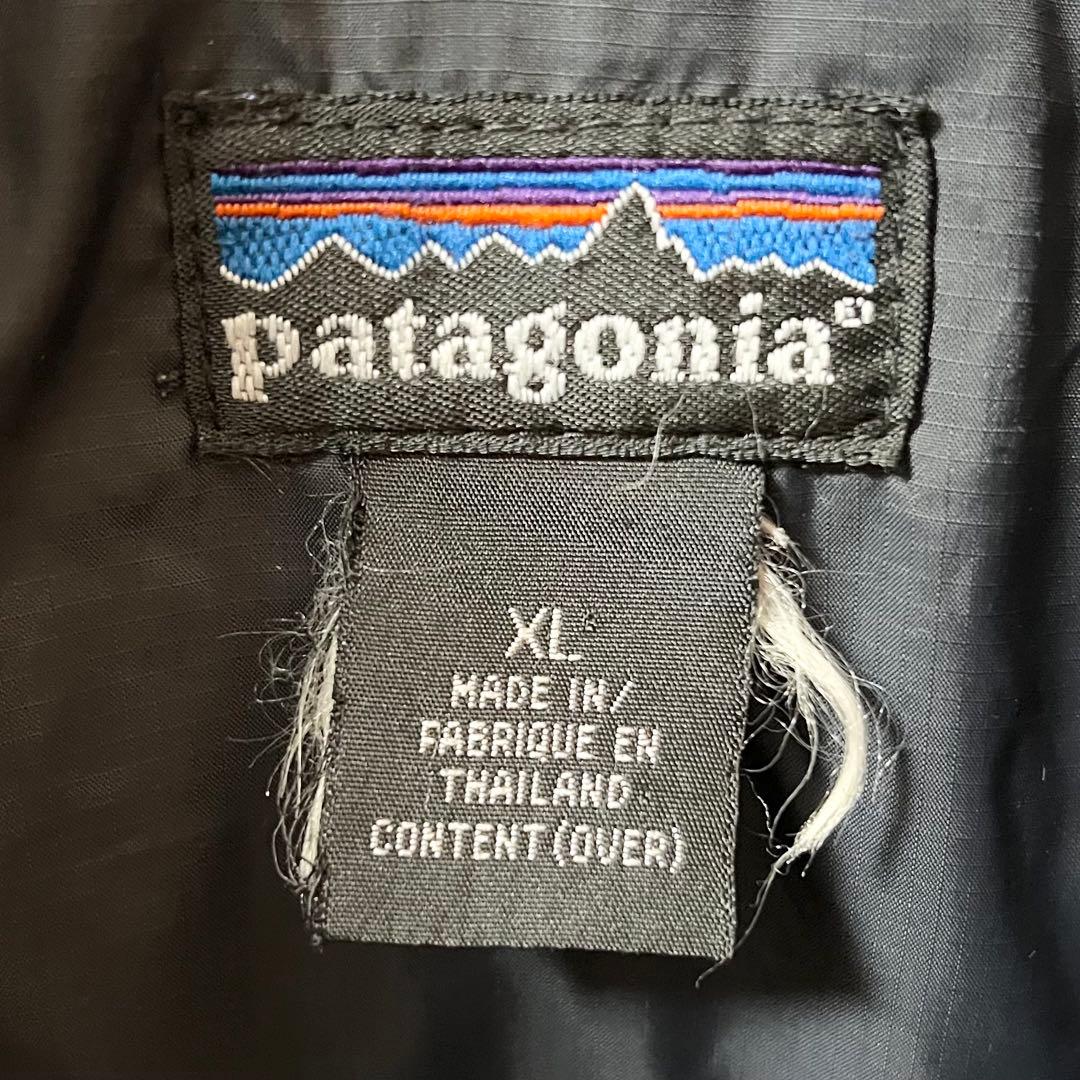 patagonia®
XL
MADE IN/
FABRIQUE EN
THAILAND
CONTENT (OVER)